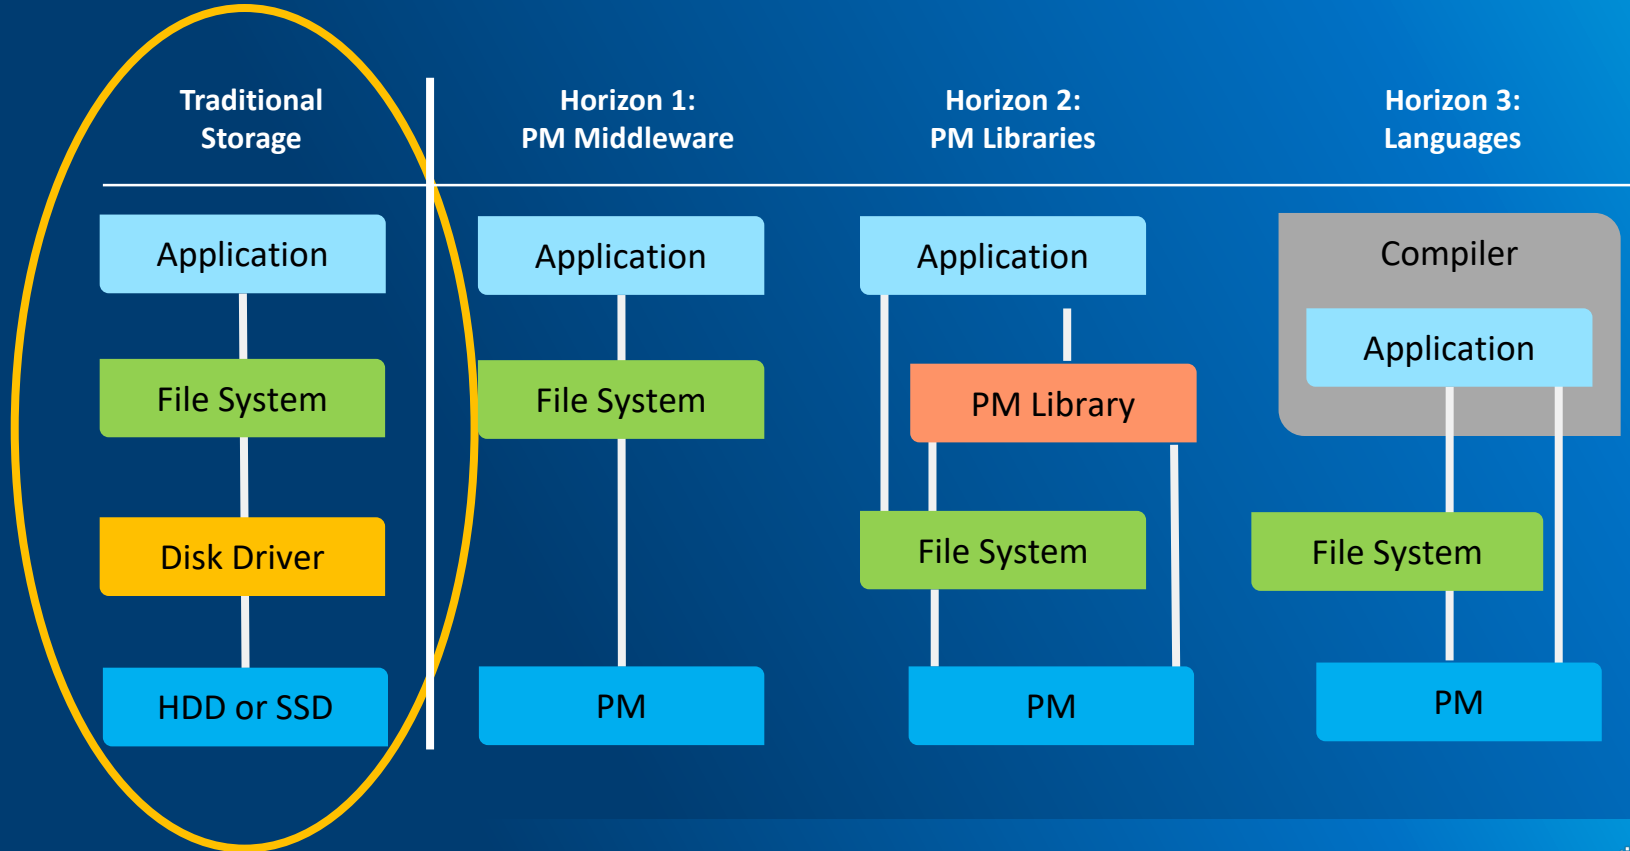 Traditional
Storage
Horizon 1:
PM Middleware
Horizon 2:
PM Libraries
Horizon 3:
Languages
Application
File System
Disk Driver
HDD or SSD
Application
File System
PM
Application
PM Library
File System
PM
Compiler
Application
File System
PM